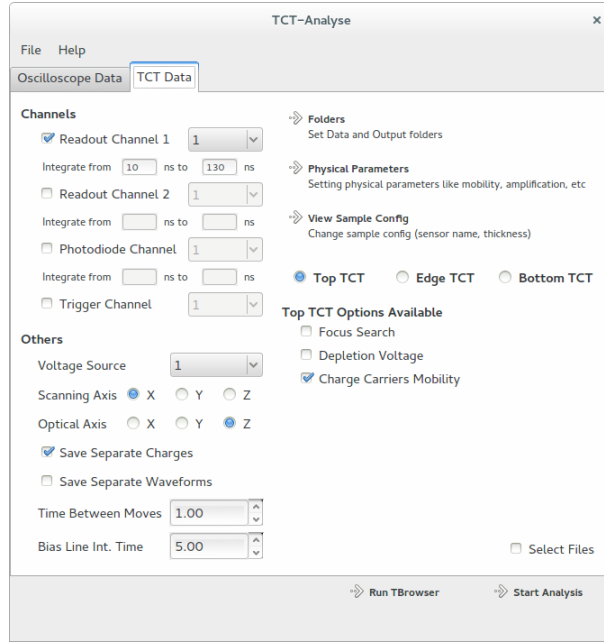 TCT-Analyse ×
File Help
Oscilloscope Data TCT Data
Channels
Readout Channel 1 1
Integrate from 10 ns to 130 ns
Readout Channel 2 1
Integrate from ns to ns
Photodiode Channel 1
Integrate from ns to ns
Trigger Channel 1
Others
Voltage Source 1
Scanning Axis X Y Z
Optical Axis X Y Z
Save Separate Charges
Save Separate Waveforms
Time Between Moves 1.00
Bias Line Int. Time 5.00
Folders
Set Data and Output folders
Physical Parameters
Setting physical parameters like mobility, amplification, etc
View Sample Config
Change sample config (sensor name, thickness)
Top TCT Edge TCT Bottom TCT
Top TCT Options Available
Focus Search
Depletion Voltage
Charge Carriers Mobility
Select Files
Run TBrowser Start Analysis